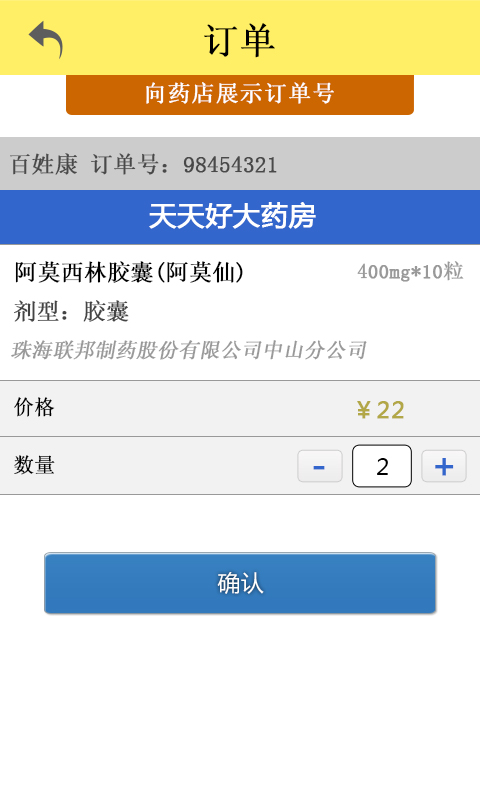 订单
向药店展示订单号
百姓康 订单号：98454321
天天好大药房
阿莫西林胶囊(阿莫仙) 400mg*10粒
剂型：胶囊
珠海联邦制药股份有限公司中山分公司
价格 ¥22
数量 - 2 +
确认